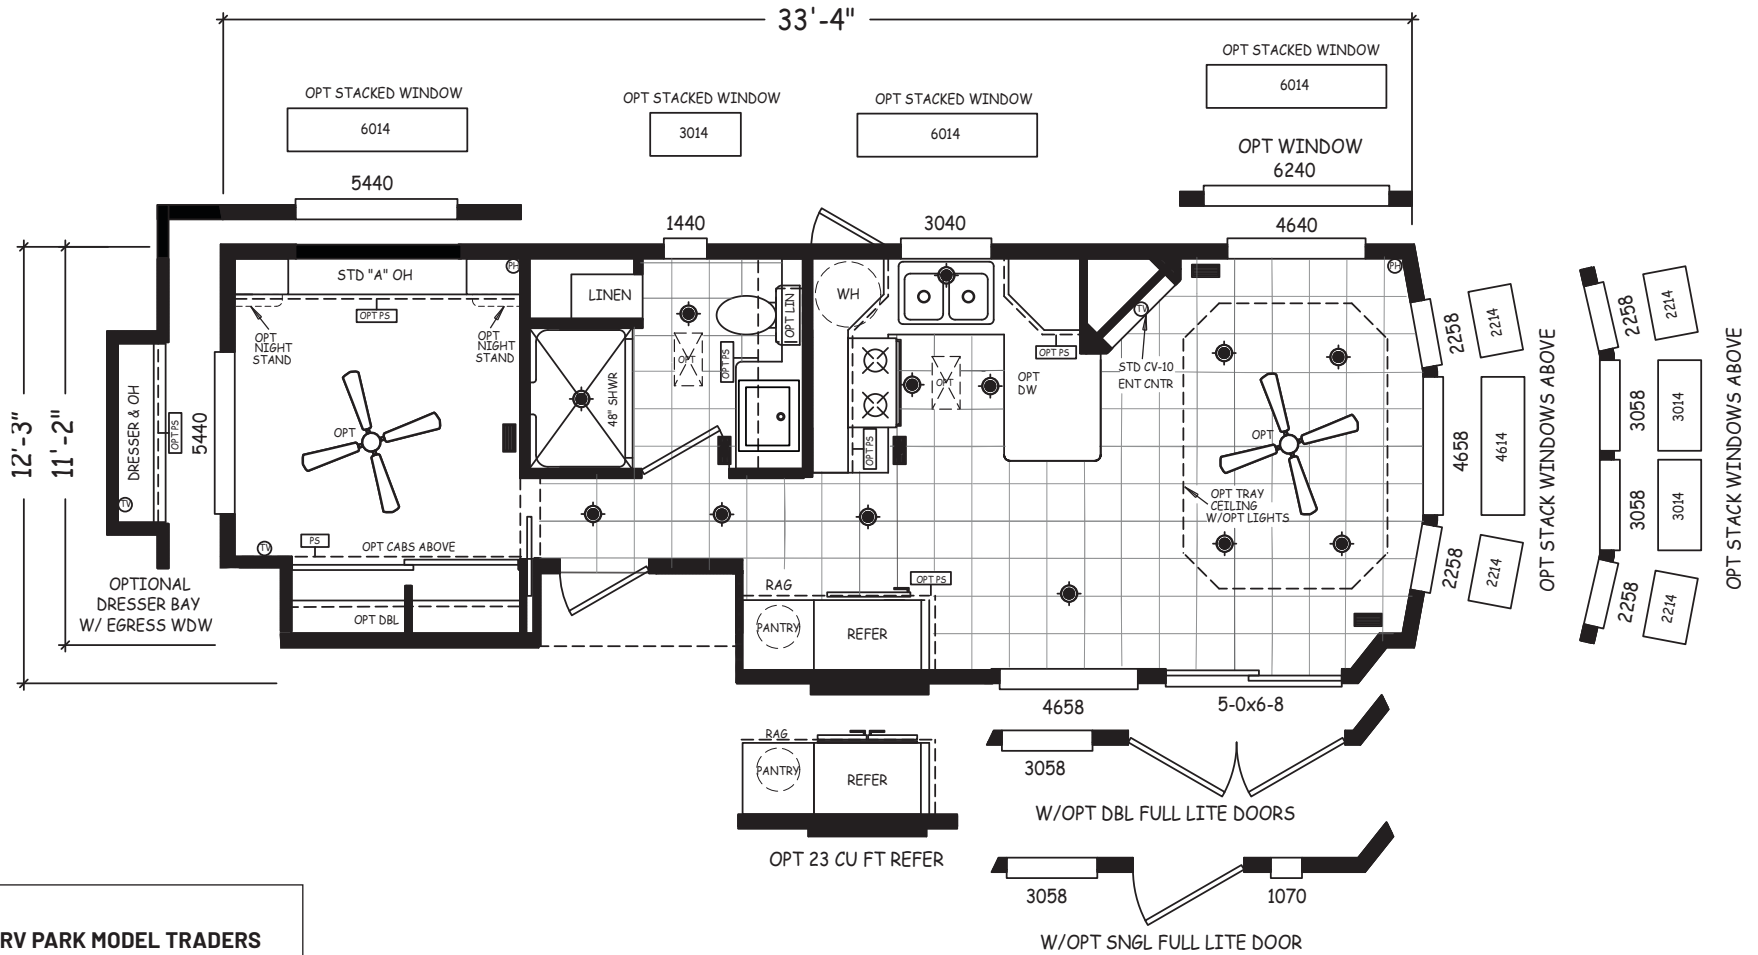 33'-4"
OPT STACKED WINDOW
6014
OPT STACKED WINDOW
6014
OPT STACKED WINDOW
3014
OPT STACKED WINDOW
6014
OPT WINDOW
6240
5440
1440
3040
4640
12'-3"
11'-2"
STD "A" OH
PH
OPT PS
OPT
NIGHT
STAND
OPT
NIGHT
STAND
LINEN
OPT LIN
OPT
OPT PS
WH
OPT
OPT PS
OPT PS
OPT
DW
TV
STD CV-10
ENT CNTR
PH
DRESSER & OH
OPT PS
5440
TV
OPT
48" SHWR
OPT
OPT TRAY
CEILING
W/OPT LIGHTS
TV
PS
OPT CABS ABOVE
OPT DBL
OPTIONAL
DRESSER BAY
W/ EGRESS WDW
RAG
OPT PS
PANTRY
REFER
4658
5-0x6-8
2258
2214
4658
4614
2258
2214
OPT STACK WINDOWS ABOVE
2258
2214
3058
3014
3058
3014
2258
2214
OPT STACK WINDOWS ABOVE
RAG
PANTRY
REFER
OPT 23 CU FT REFER
3058
W/OPT DBL FULL LITE DOORS
3058
1070
W/OPT SNGL FULL LITE DOOR
RV PARK MODEL TRADERS